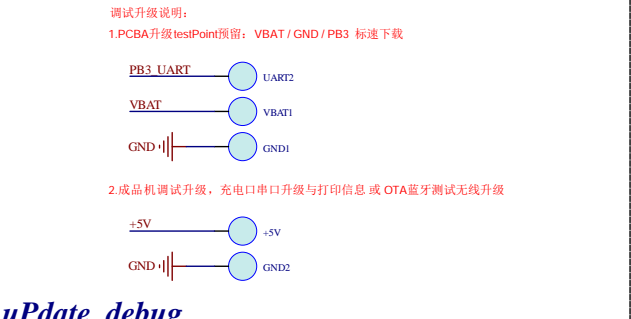 调试升级说明：
1.PCBA升级testPoint预留：VBAT / GND / PB3 标速下载
PB3_UART
UART2
VBAT
VBAT1
GND
GND1
2.成品机调试升级，充电口串口升级与打印信息 或 OTA蓝牙测试无线升级
+5V
+5V
GND
GND2
uPdate_debug